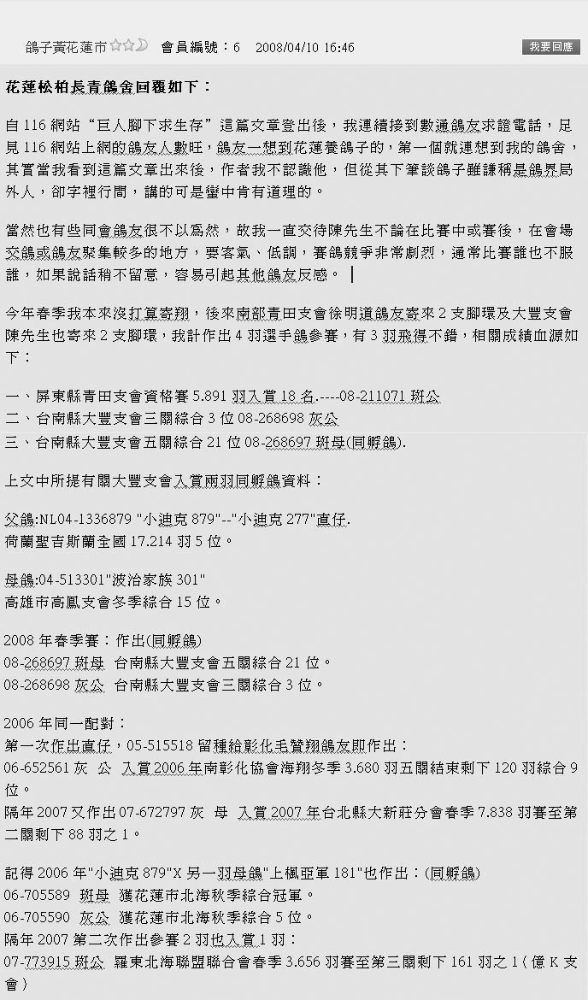 鴿子黃花蓮市☆☆☽ 會員編號：6 2008/04/10 16:46 我要回應
花蓮松柏長青鴿舍回覆如下：
自 116 網站“巨人腳下求生存”這篇文章登出後，我連續接到數通鴿友求證電話，足
見 116 網站上網的鴿友人數旺，鴿友一想到花蓮養鴿子的，第一個就連想到我的鴿舍，
其實當我看到這篇文章出來後，作者我不認識他，但從其下筆談鴿子雖謙稱是鴿界局
外人，卻字裡行間，講的可是蠻中肯有道理的。
當然也有些同會鴿友很不以為然，故我一直交待陳先生不論在比賽中或賽後，在會場
交鴿或鴿友聚集較多的地方，要客氣、低調，賽鴿競爭非常劇烈，通常比賽誰也不服
誰，如果說話稍不留意，容易引起其他鴿友反感。
今年春季我本來沒打算寄翔，後來南部青田支會徐明道鴿友寄來 2 支腳環及大豐支會
陳先生也寄來 2 支腳環，我計作出 4 羽選手鴿參賽，有 3 羽飛得不錯，相關成績血源如
下：
一、屏東縣青田支會資格賽 5.891 羽入賞 18 名.----08-211071 斑公
二、台南縣大豐支會三關綜合 3 位 08-268698 灰公
三、台南縣大豐支會五關綜合 21 位 08-268697 斑母(同孵鴿).
上文中所提有關大豐支會入賞兩羽同孵鴿資料：
父鴿:NL04-1336879 "小迪克 879"--"小迪克 277"直仔.
荷蘭聖吉斯蘭全國 17.214 羽 5 位。
母鴿:04-513301"波治家族 301"
高雄市高鳳支會冬季綜合 15 位。
2008 年春季賽：作出(同孵鴿)
08-268697 斑母 台南縣大豐支會五關綜合 21 位。
08-268698 灰公 台南縣大豐支會三關綜合 3 位。
2006 年同一配對：
第一次作出直仔，05-515518 留種給彰化毛贊翔鴿友即作出：
06-652561 灰 公 入賞 2006 年南彰化協會海翔冬季 3.680 羽五關結束剩下 120 羽綜合 9
位。
隔年 2007 又作出 07-672797 灰 母 入賞 2007 年台北縣大新莊分會春季 7.838 羽賽至第
二關剩下 88 羽之 1。
記得 2006 年"小迪克 879"X 另一羽母鴿"上楓亞軍 181"也作出：(同孵鴿)
06-705589 斑母 獲花蓮市北海秋季綜合冠軍。
06-705590 灰公 獲花蓮市北海秋季綜合 5 位。
隔年 2007 第二次作出參賽 2 羽也入賞 1 羽：
07-773915 斑公 羅東北海聯盟聯合會春季 3.656 羽賽至第三關剩下 161 羽之 1（億 K 支
會）